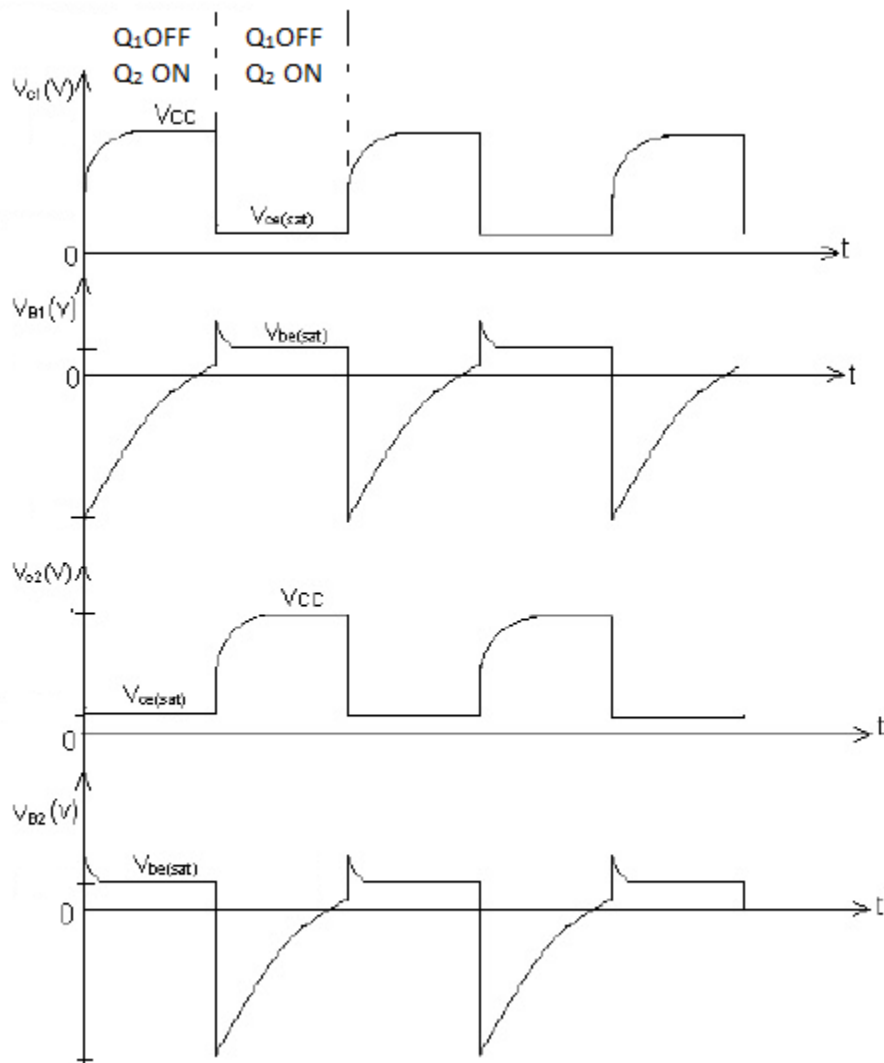 Q₁OFF Q₁OFF
Q₂ ON Q₂ ON
Vc1(V)
VCC
Vce(sat)
0
t
VB1(V)
Vbe(sat)
0
t
Vc2(V)
VCC
Vce(sat)
0
t
VB2(V)
Vbe(sat)
0
t